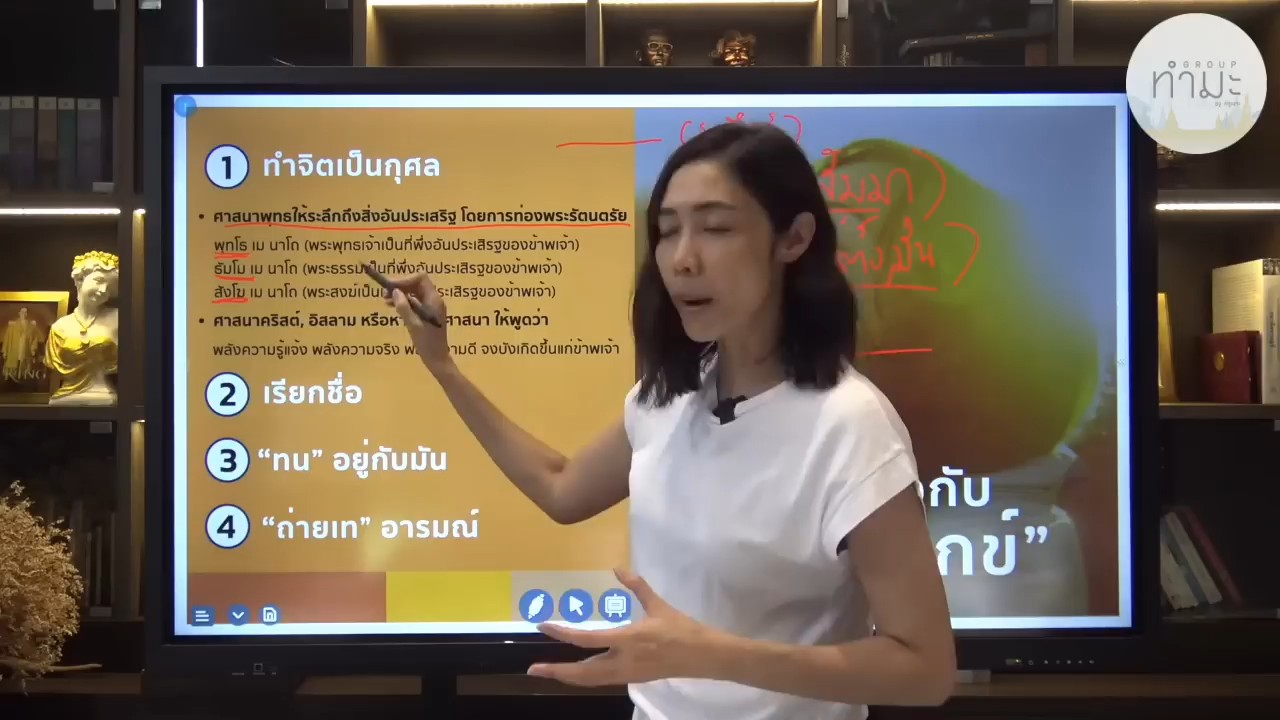 GROUP
ทำมะ
1 ทำจิตเป็นกุศล
• ศาสนาพุทธให้ระลึกถึงสิ่งอันประเสริฐ โดยการท่องพระรัตนตรัย
พุทโธ เม นาโถ (พระพุทธเจ้าเป็นที่พึ่งอันประเสิรฐของข้าพเจ้า)
ธัมโม เม นาโถ (พระธรรมเป็นที่พึ่งอันประเสิรฐของข้าพเจ้า)
สังโฆ เม นาโถ (พระสงฆ์เป็น ประเสิรฐของข้าพเจ้า)
• ศาสนาคริสต์, อิสลาม ศาสนา ให้พูดว่า
พลังความรู้แจ้ง พลังความจริง จงบังเกิดขึ้นแก่ข้าพเจ้า
2 เรียกชื่อ
3 “ทน” อยู่กับมัน
4 “ถ่ายเท” อารมณ์
กับ
กข์”
KING